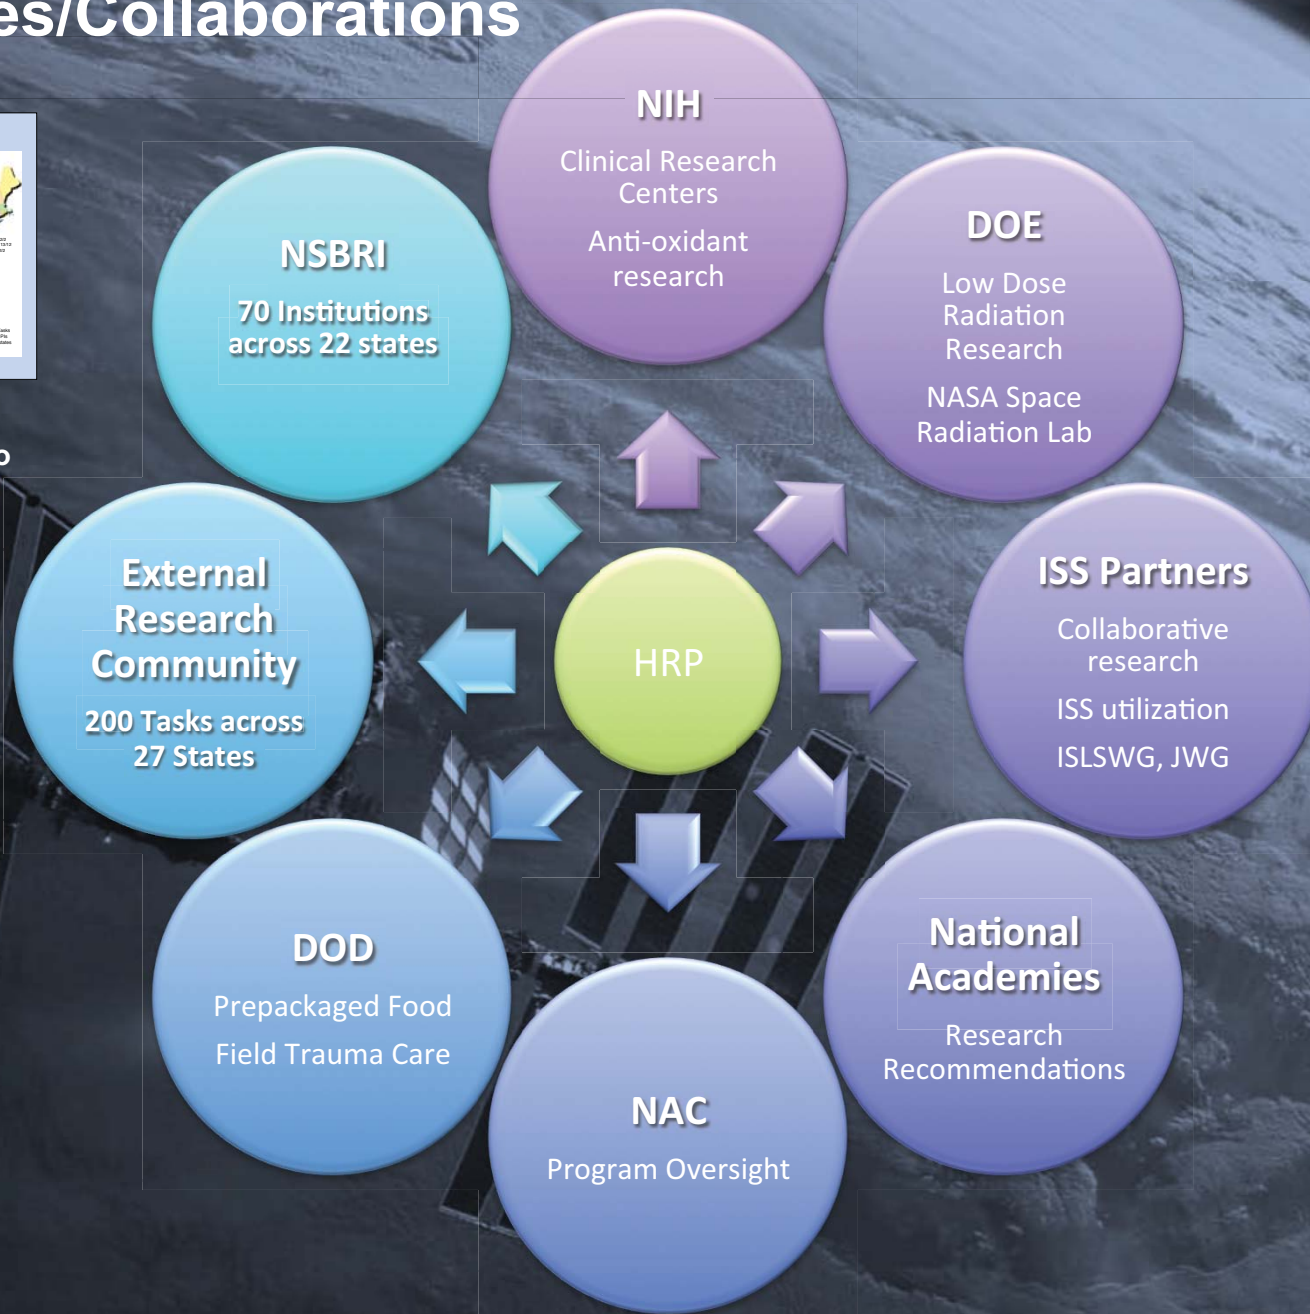 es/Collaborations
NIH
Clinical Research
Centers
Anti-oxidant
research
DOE
Low Dose
Radiation
Research
NASA Space
Radiation Lab
NSBRI
70 Institutions
across 22 states
ISS Partners
Collaborative
research
ISS utilization
ISLSWG, JWG
External
Research
Community
200 Tasks across
27 States
HRP
National
Academies
Research
Recommendations
DOD
Prepackaged Food
Field Trauma Care
NAC
Program Oversight